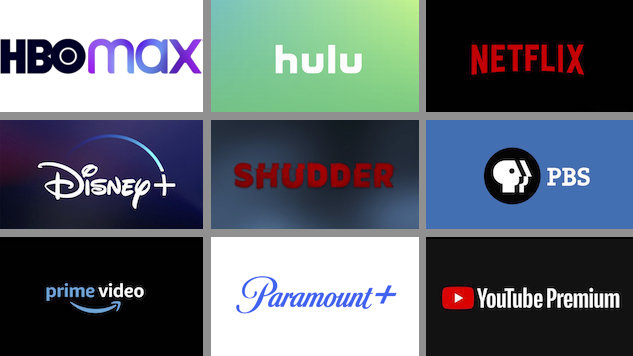 HBOmax
hulu
NETFLIX
Disney+
SHUDDER
PBS
prime video
Paramount+
YouTube Premium